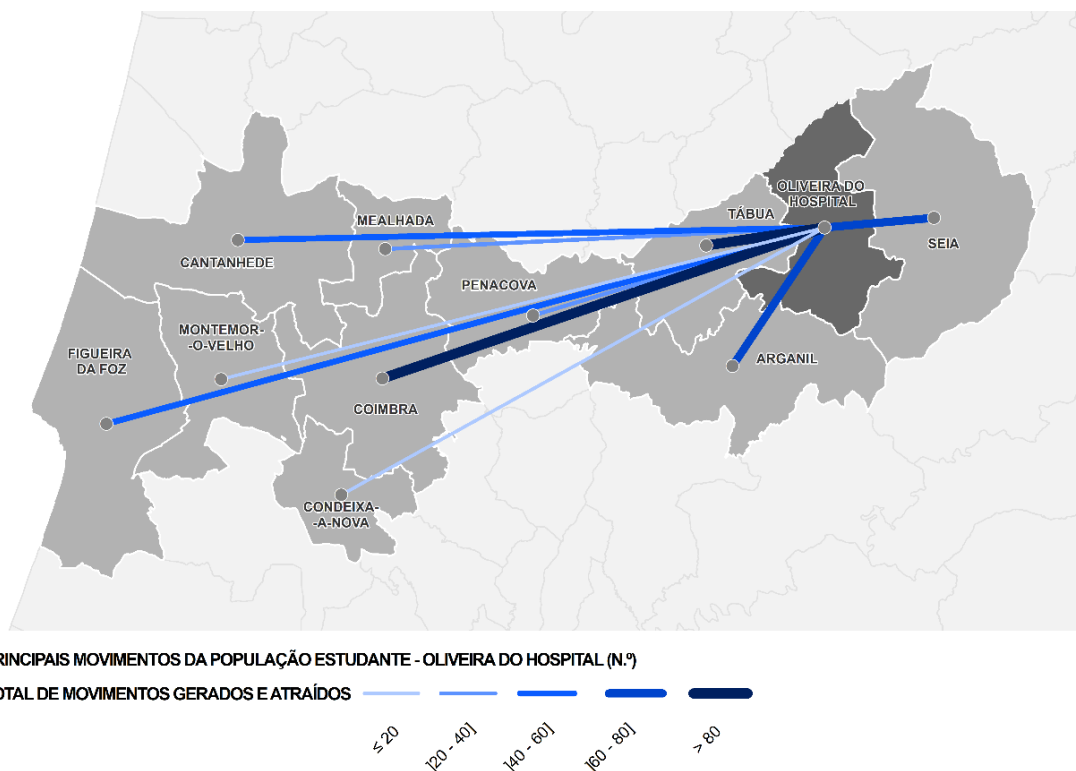 OLIVEIRA DO
HOSPITAL
TÁBUA
MEALHADA
SEIA
CANTANHEDE
PENACOVA
MONTEMOR-
-O-VELHO
FIGUEIRA
DA FOZ
ARGANIL
COIMBRA
CONDEIXA-
-A-NOVA
RINCIPAIS MOVIMENTOS DA POPULAÇÃO ESTUDANTE - OLIVEIRA DO HOSPITAL (N.º)
OTAL DE MOVIMENTOS GERADOS E ATRAÍDOS
≤ 20
]20 - 40]
]40 - 60]
]60 - 80]
> 80